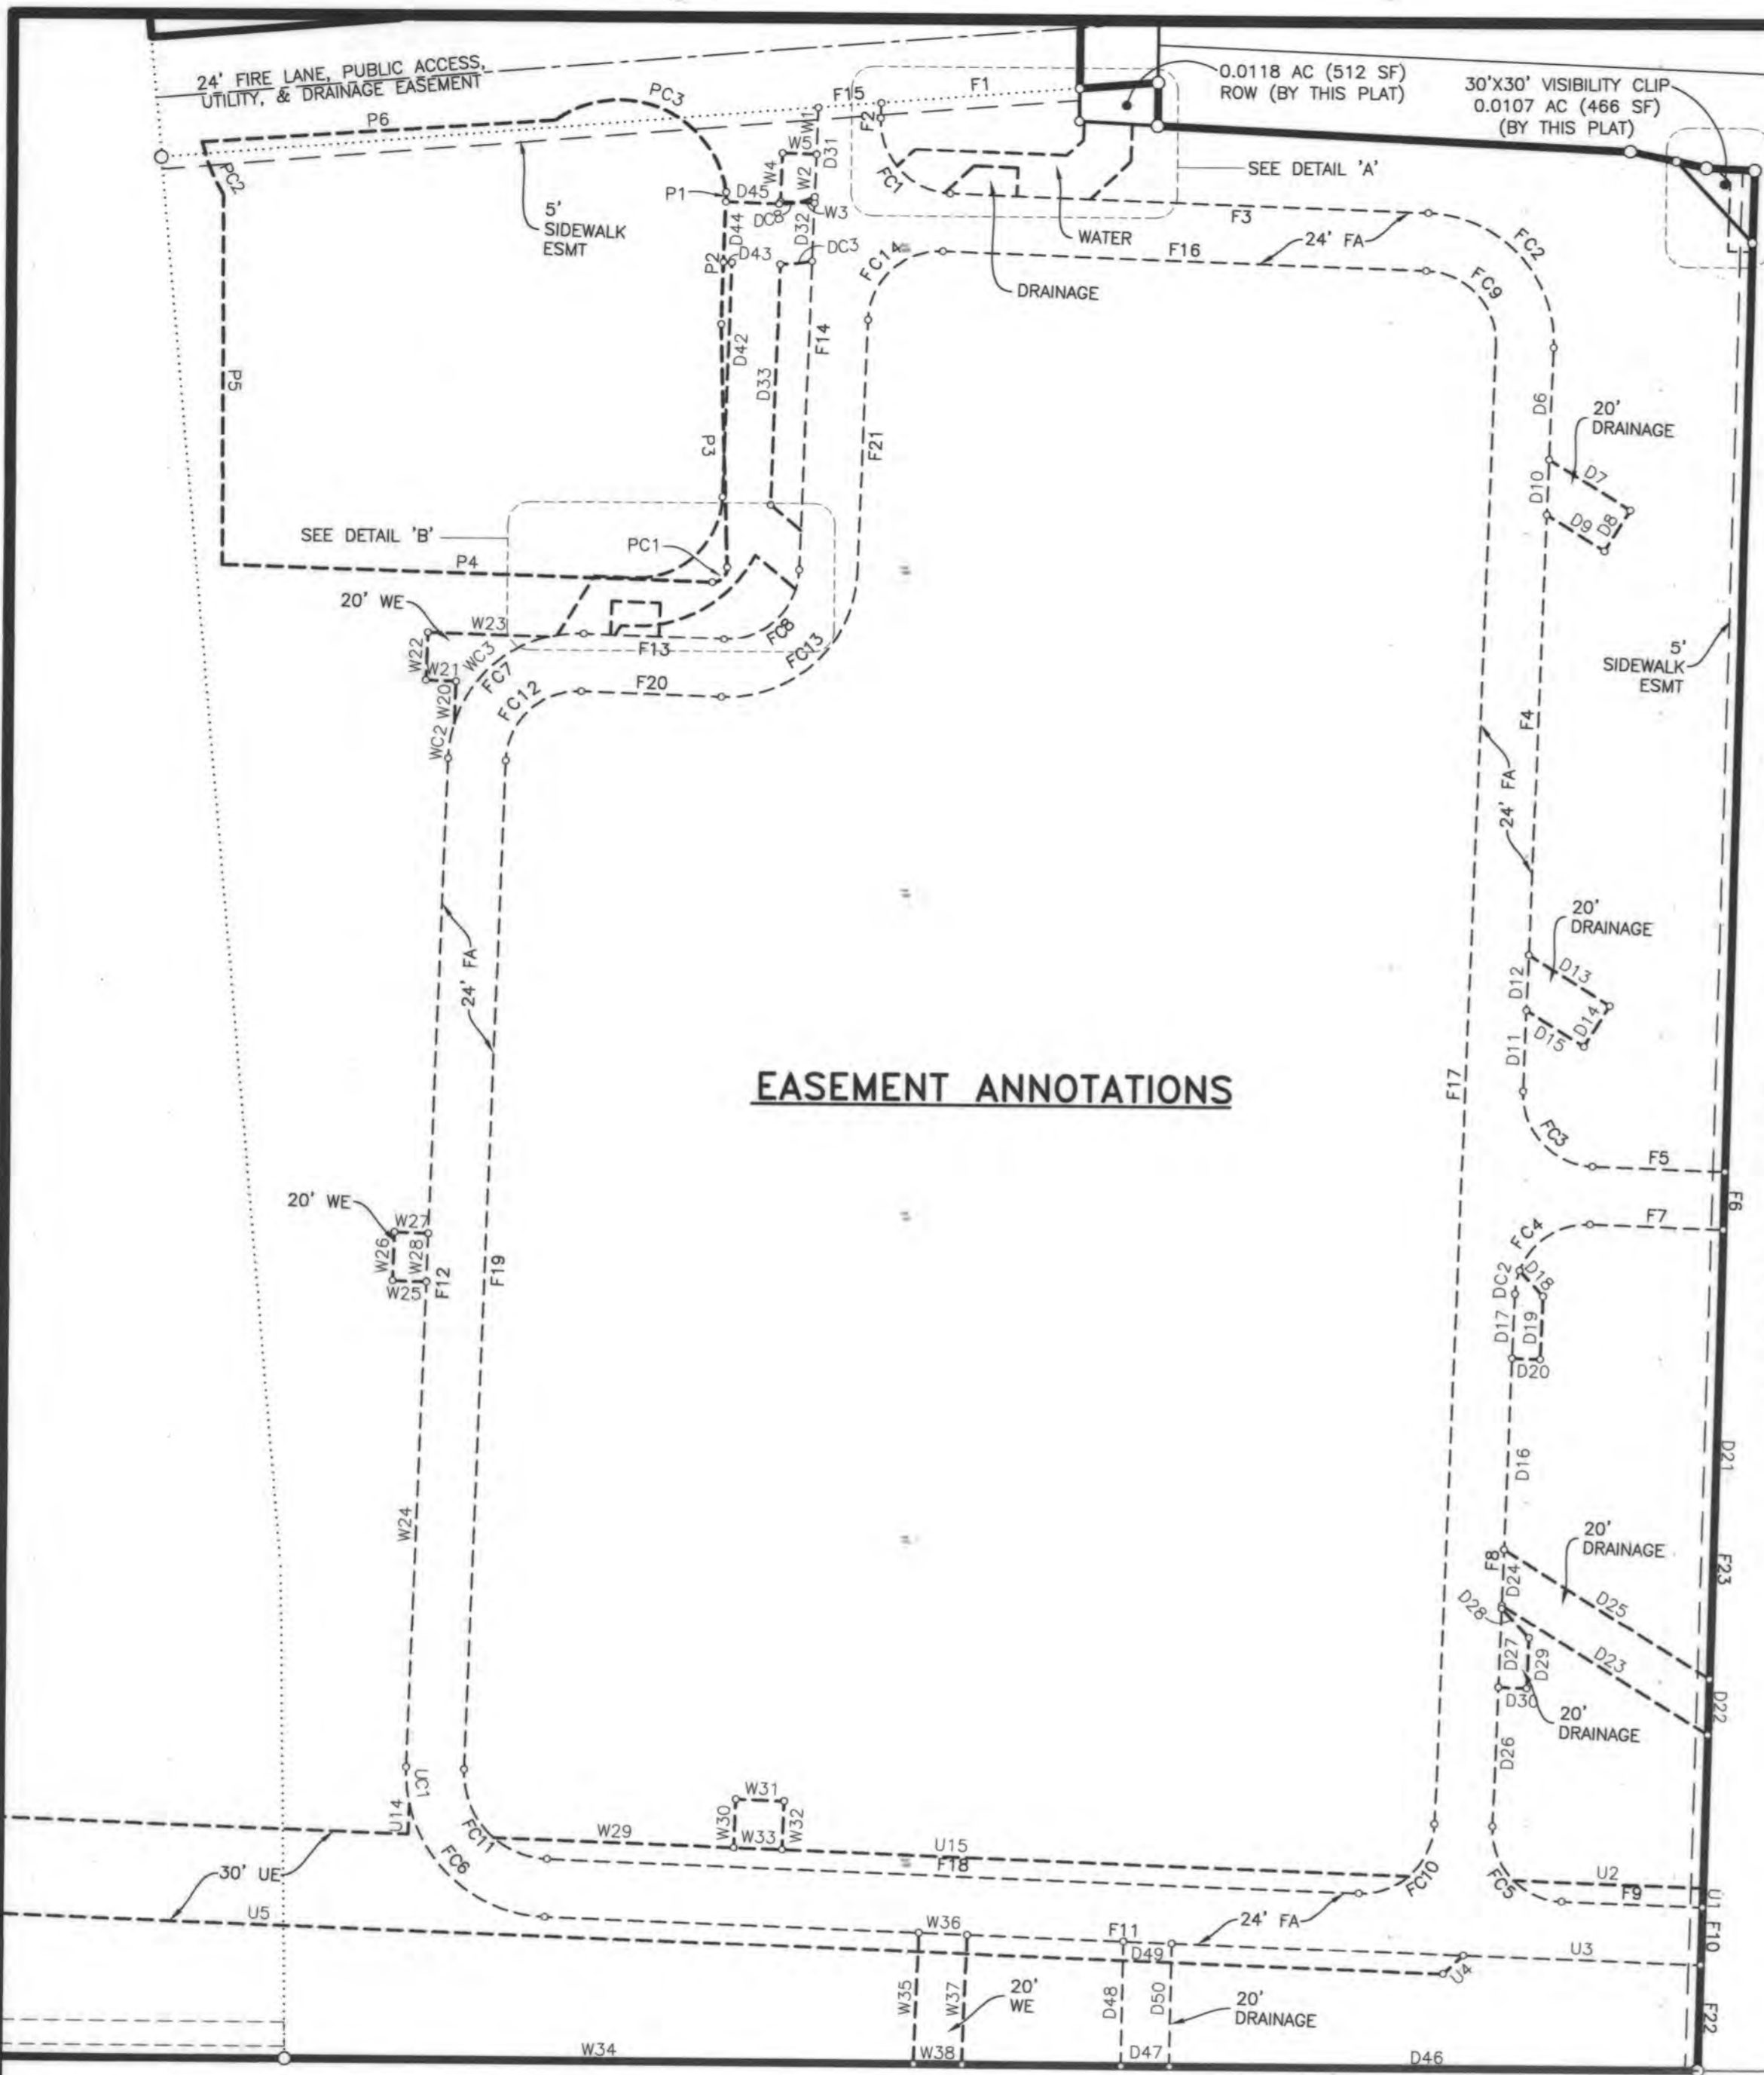 24' FIRE LANE, PUBLIC ACCESS,
UTILITY, & DRAINAGE EASEMENT
P6
PC3
F15
F1
0.0118 AC (512 SF)
ROW (BY THIS PLAT)
30'X30' VISIBILITY CLIP
0.0107 AC (466 SF)
(BY THIS PLAT)
PC2
F2
W1
W5
D31
W4
W2
FC1
SEE DETAIL 'A'
P1
D45
DC8
W3
5'
SIDEWALK
ESMT
D44
D32
DC3
P2
D43
WATER
F3
24' FA
FC2
FC14
F16
FC9
DRAINAGE
P5
D42
D33
F14
P3
F21
D6
20'
DRAINAGE
D7
D10
D8
D9
SEE DETAIL 'B'
PC1
P4
20' WE
W23
FC8
F13
FC13
W22
WC3
FC7
W21
W20
FC12
F20
WC2
5'
SIDEWALK
ESMT
F4
24' FA
24' FA
20'
DRAINAGE
D13
D12
D14
D15
D11
EASEMENT ANNOTATIONS
F17
FC3
F5
F6
20' WE
W27
W26
W28
W25
F12
F19
FC4
F7
D18
DC2
D17
D19
D20
D21
D16
W24
20'
DRAINAGE
F8
D24
F23
D25
D28
D27
D29
D23
D30
D22
20'
DRAINAGE
D26
UC1
U14
W31
W30
W32
W33
W29
FC11
U15
F18
FC6
FC10
FC5
U2
F9
U1
30' UE
U5
W36
F11
24' FA
D49
U3
F10
U4
W35
W37
20'
WE
D48
D50
20'
DRAINAGE
F22
W34
W38
D47
D46